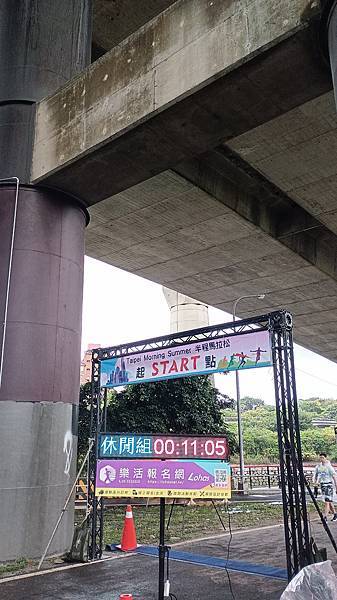 Taipei Morning Summer 半程馬拉松
起 START 點
休閒組 00:11:05
樂活報名網 Lohas